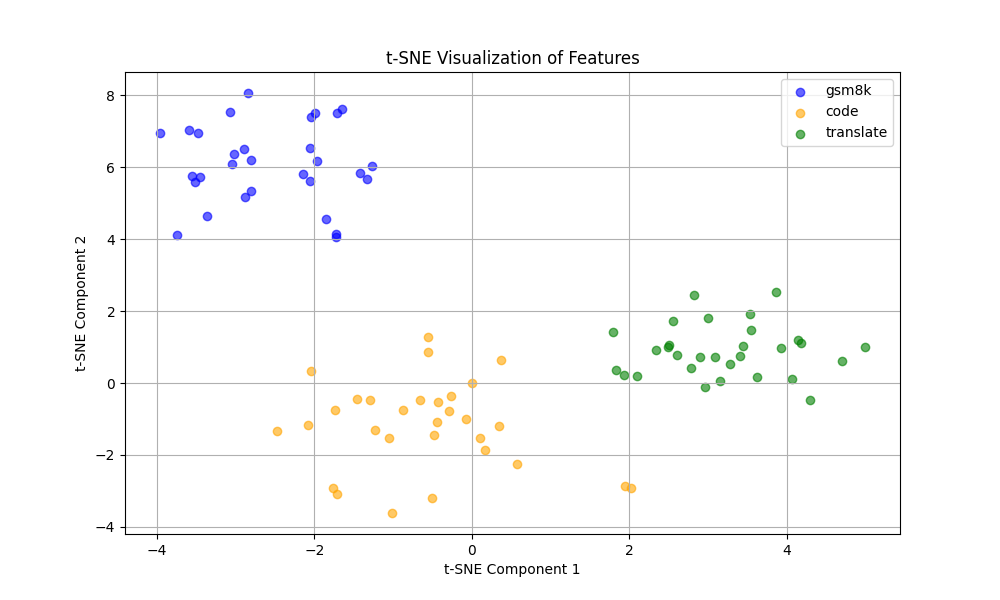 t-SNE Visualization of Features
gsm8k
code
translate
t-SNE Component 2
8
6
4
2
0
−2
−4
−4
−2
0
2
4
t-SNE Component 1